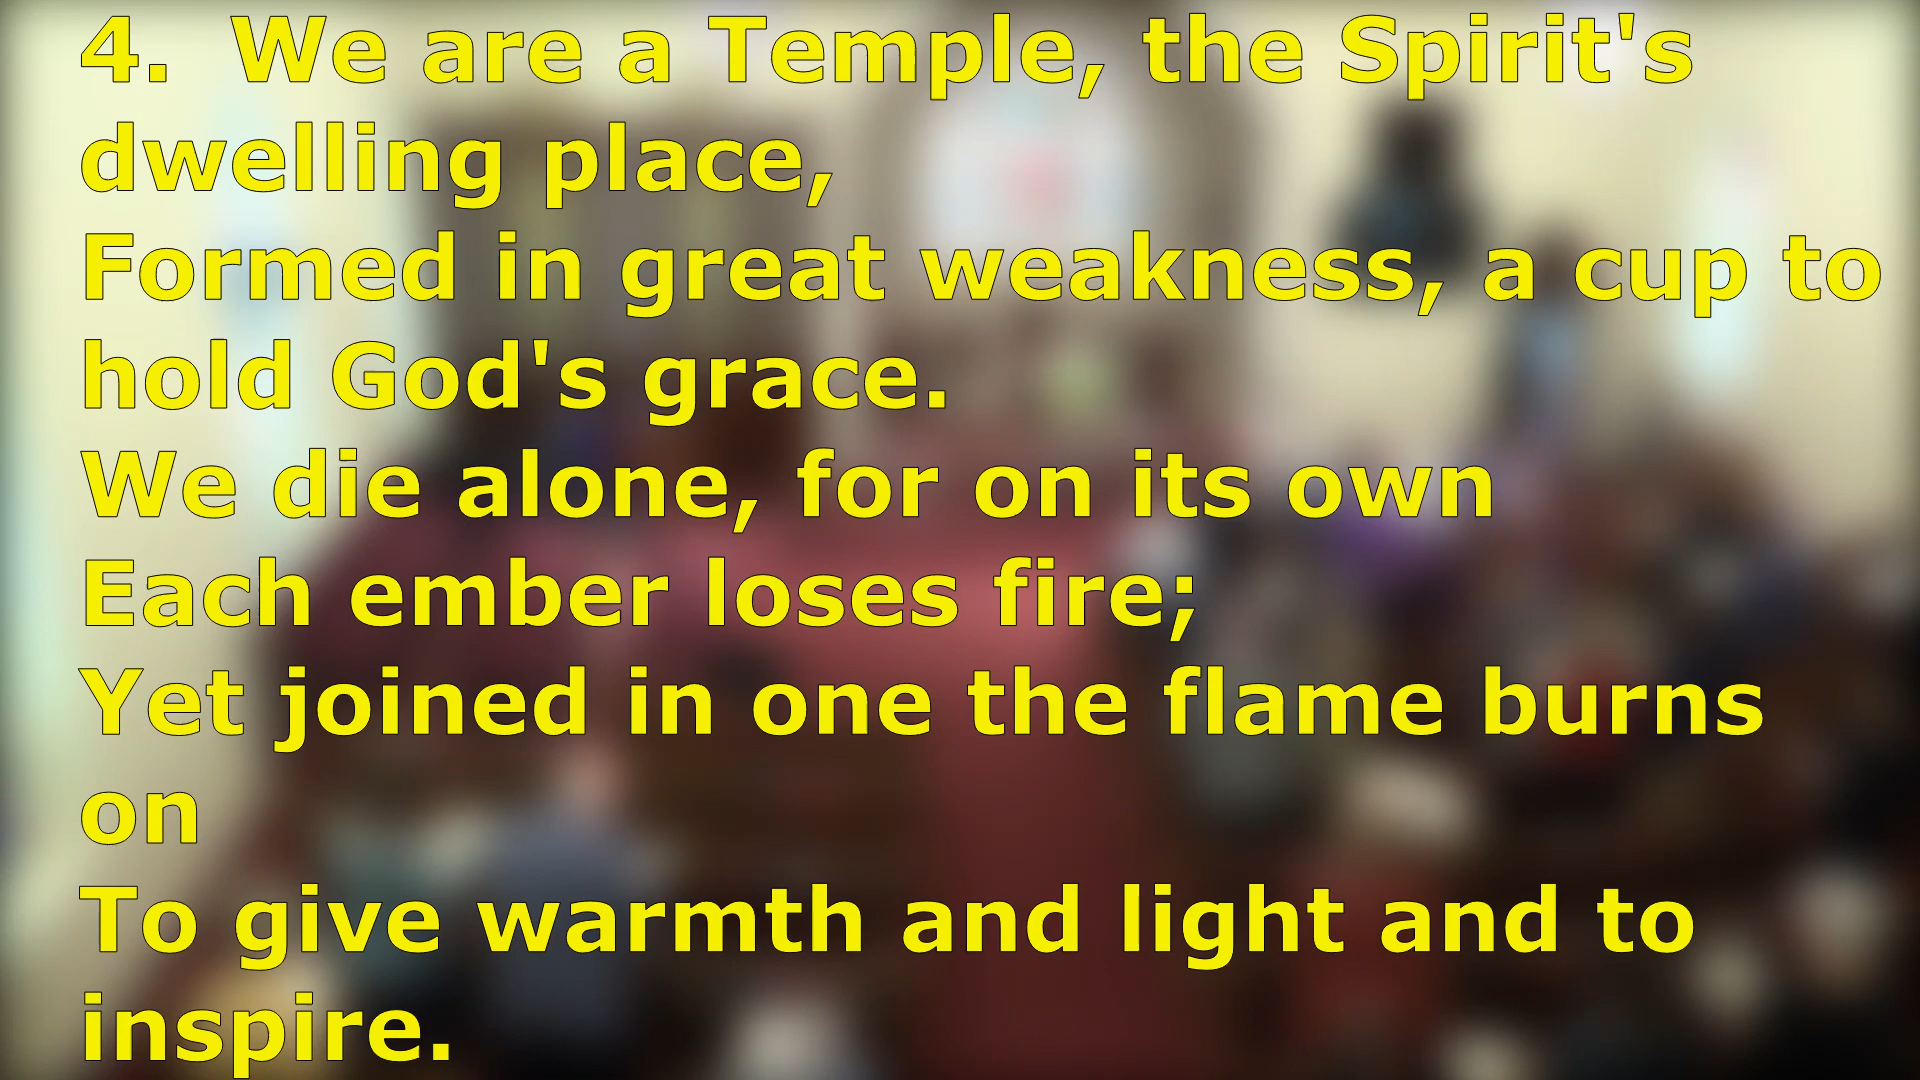 4.  We are a Temple, the Spirit's
dwelling place,
Formed in great weakness, a cup to
hold God's grace.
We die alone, for on its own
Each ember loses fire;
Yet joined in one the flame burns
on
To give warmth and light and to
inspire.